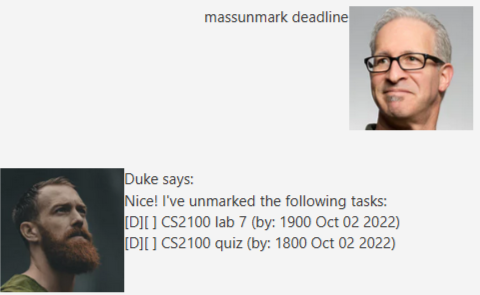 massunmark deadline
Duke says:
Nice! I've unmarked the following tasks:
[D][ ] CS2100 lab 7 (by: 1900 Oct 02 2022)
[D][ ] CS2100 quiz (by: 1800 Oct 02 2022)